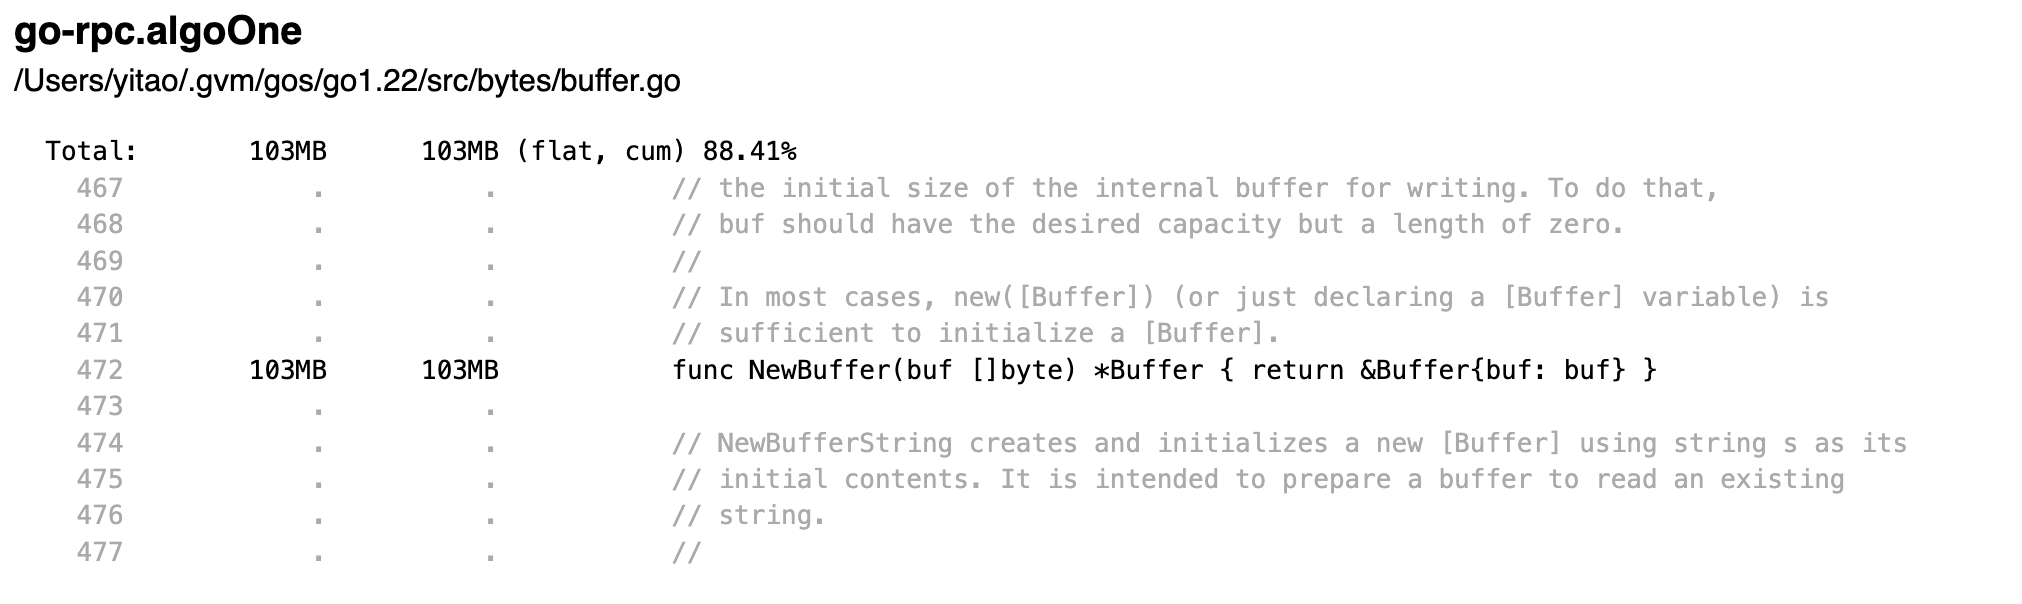 go-rpc.algoOne
/Users/yitao/.gvm/gos/go1.22/src/bytes/buffer.go
Total: 103MB 103MB (flat, cum) 88.41%
467 . . // the initial size of the internal buffer for writing. To do that,
468 . . // buf should have the desired capacity but a length of zero.
469 . . //
470 . . // In most cases, new([Buffer]) (or just declaring a [Buffer] variable) is
471 . . // sufficient to initialize a [Buffer].
472 103MB 103MB func NewBuffer(buf []byte) *Buffer { return &Buffer{buf: buf} }
473 . .
474 . . // NewBufferString creates and initializes a new [Buffer] using string s as its
475 . . // initial contents. It is intended to prepare a buffer to read an existing
476 . . // string.
477 . . //